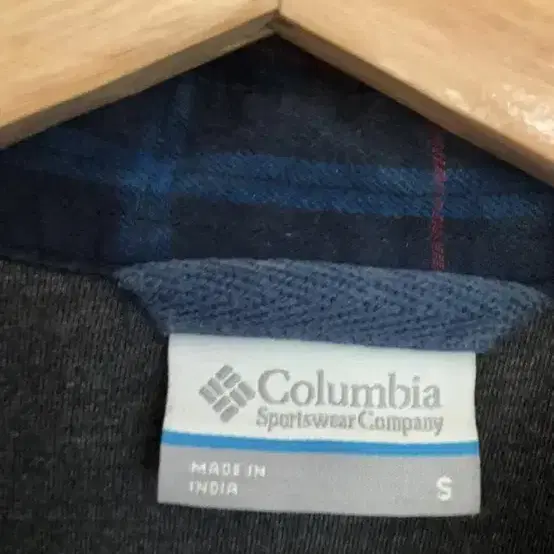 Columbia
Sportswear Company
MADE IN
INDIA
S